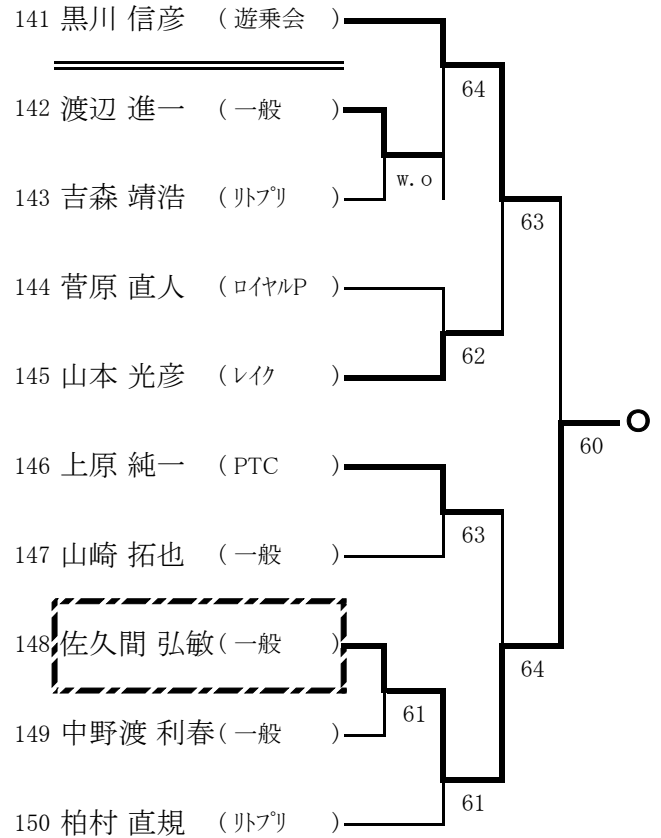 141 黒川 信彦 ( 遊乗会 )
64
142 渡辺 進一 ( 一般 )
w.o
143 吉森 靖浩 ( ﾘﾄﾌﾟﾘ )
63
144 菅原 直人 ( ﾛｲﾔﾙP )
62
145 山本 光彦 ( ﾚｲｸ )
60
146 上原 純一 ( PTC )
63
147 山崎 拓也 ( 一般 )
148 佐久間 弘敏( 一般 )
64
61
149 中野渡 利春( 一般 )
61
150 柏村 直規 ( ﾘﾄﾌﾟﾘ )